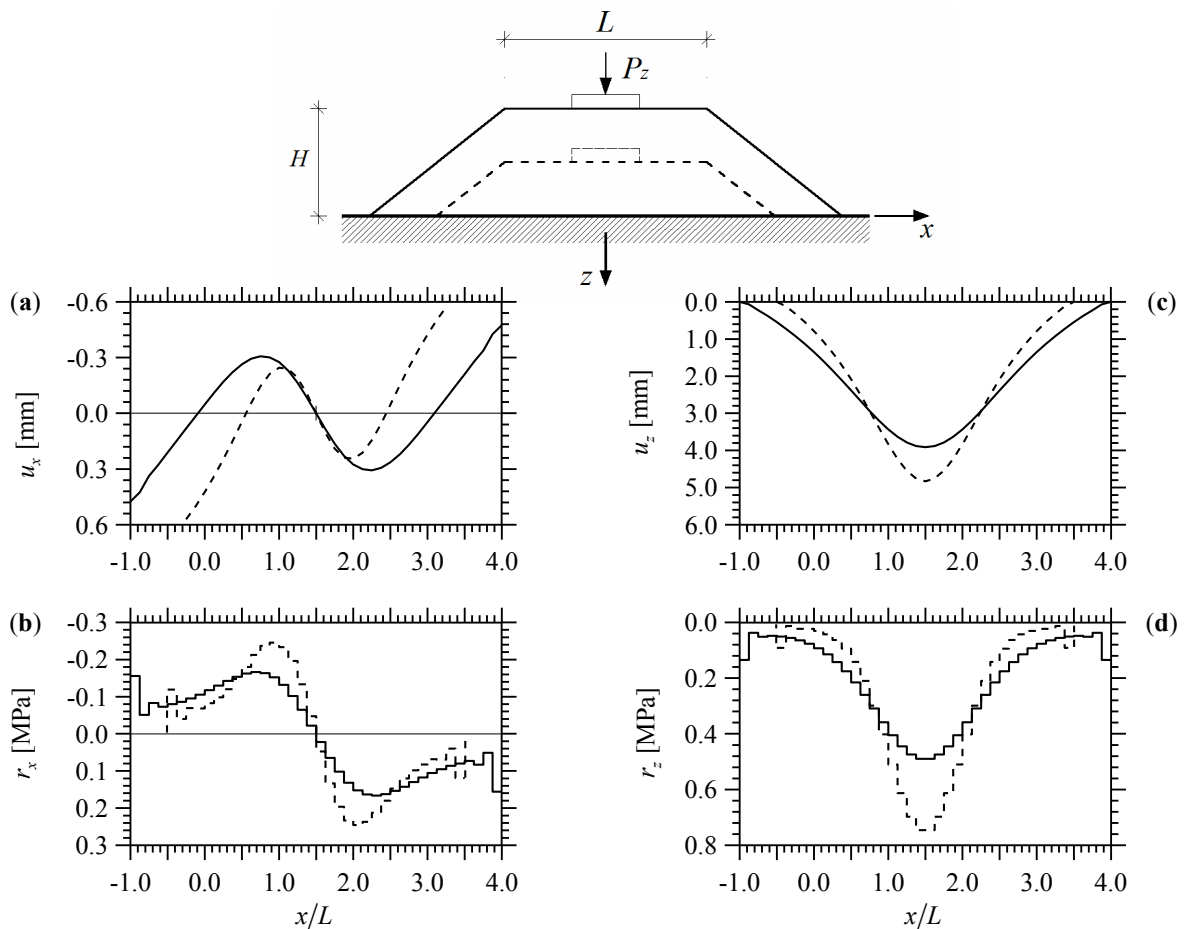 L
P_z
H
x
z
(a)
-0.6
-0.3
0.0
0.3
0.6
u_x [mm]
-1.0 0.0 1.0 2.0 3.0 4.0
(c)
0.0
1.0
2.0
3.0
4.0
5.0
6.0
u_z [mm]
-1.0 0.0 1.0 2.0 3.0 4.0
(b)
-0.3
-0.2
-0.1
0.0
0.1
0.2
0.3
r_x [MPa]
-1.0 0.0 1.0 2.0 3.0 4.0
x/L
(d)
0.0
0.2
0.4
0.6
0.8
r_z [MPa]
-1.0 0.0 1.0 2.0 3.0 4.0
x/L